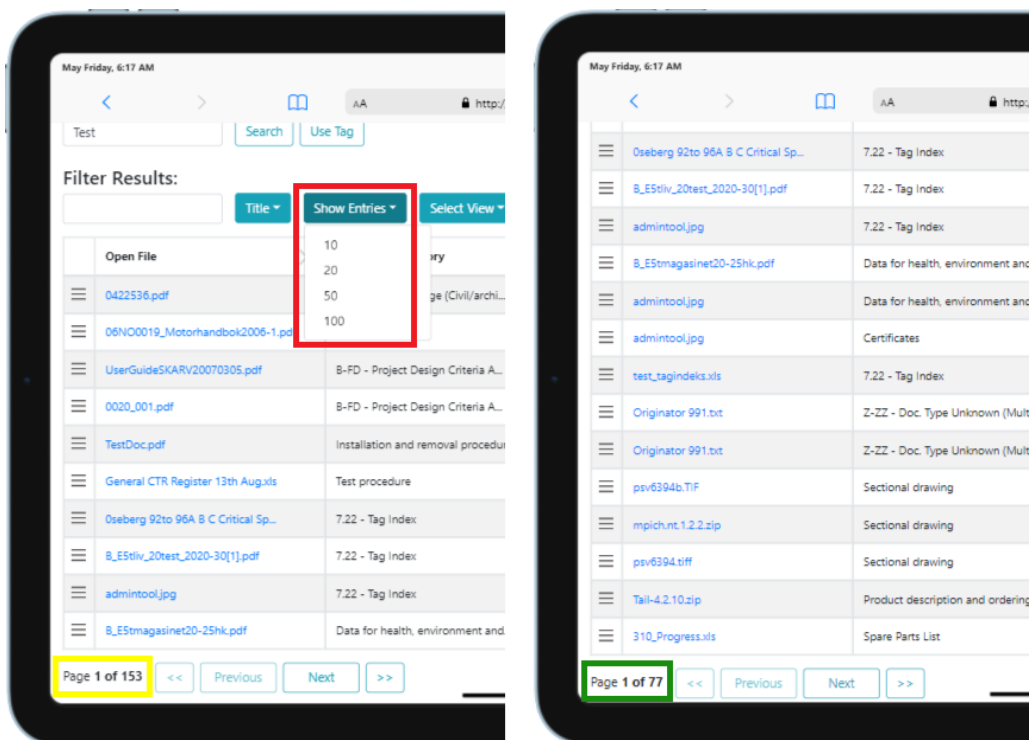 May Friday, 6:17 AM
AA http:/
Test Search Use Tag
Filter Results:
Title Show Entries Select View
10
20
50
100
Open File ry
0422536.pdf ge (Civil/archi...
06NO0019_Motorhandbok2006-1.pd
UserGuideSKARV20070305.pdf B-FD - Project Design Criteria A...
0020_001.pdf B-FD - Project Design Criteria A...
TestDoc.pdf Installation and removal procedu
General CTR Register 13th Aug.xls Test procedure
Oseberg 92to 96A B C Critical Sp... 7.22 - Tag Index
B_E5tliv_20test_2020-30[1].pdf 7.22 - Tag Index
admintool.jpg 7.22 - Tag Index
B_E5tmagasinet20-25hk.pdf Data for health, environment and.
Page 1 of 153 << Previous Next >>
May Friday, 6:17 AM
AA http:/
Oseberg 92to 96A B C Critical Sp... 7.22 - Tag Index
B_E5tliv_20test_2020-30[1].pdf 7.22 - Tag Index
admintool.jpg 7.22 - Tag Index
B_E5tmagasinet20-25hk.pdf Data for health, environment and
admintool.jpg Data for health, environment and
admintool.jpg Certificates
test_tagindeks.xls 7.22 - Tag Index
Originator 991.txt Z-ZZ - Doc. Type Unknown (Mult
Originator 991.txt Z-ZZ - Doc. Type Unknown (Mult
psv6394b.TIF Sectional drawing
mpich.nt.1.2.2.zip Sectional drawing
psv6394.tiff Sectional drawing
Tail-4.2.10.zip Product description and ordering
310_Progress.xls Spare Parts List
Page 1 of 77 << Previous Next >>